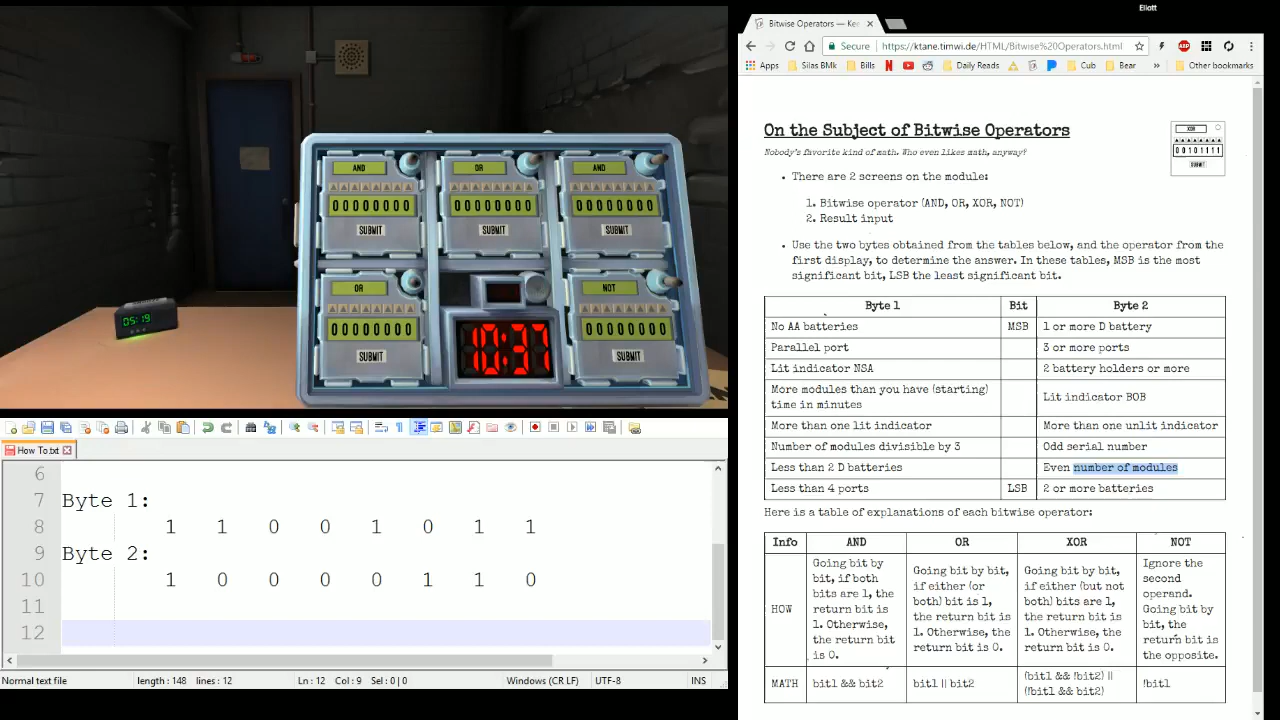 Eliott
Bitwise Operators — Ke
Secure
https://ktane.timwi.de/HTML/Bitwise%20Operators.html
Apps
Silas BMk
Bills
Daily Reads
Cub
Bear
Other bookmarks
AND
OR
AND
00000000
00000000
00000000
SUBMIT
SUBMIT
SUBMIT
OR
NOT
00000000
00000000
SUBMIT
SUBMIT
10:37
05:19
How To.txt
6
7 Byte 1:
8 1 1 0 0 1 0 1 1
9 Byte 2:
10 1 0 0 0 0 1 1 0
11
12
Normal text file
length : 148 lines : 12
Ln : 12 Col : 9 Sel : 0 | 0
Windows (CR LF)
UTF-8
INS
On the Subject of Bitwise Operators
Nobody's favorite kind of math. Who even likes math, anyway?
XOR
00101111
SUBMIT
• There are 2 screens on the module:
1. Bitwise operator (AND, OR, XOR, NOT)
2. Result input
• Use the two bytes obtained from the tables below, and the operator from the
first display, to determine the answer. In these tables, MSB is the most
significant bit, LSB the least significant bit.
Byte 1 Bit Byte 2
No AA batteries MSB 1 or more D battery
Parallel port 3 or more ports
Lit indicator NSA 2 battery holders or more
More modules than you have (starting)
time in minutes
Lit indicator BOB
More than one lit indicator More than one unlit indicator
Number of modules divisible by 3 Odd serial number
Less than 2 D batteries Even number of modules
Less than 4 ports LSB 2 or more batteries
Here is a table of explanations of each bitwise operator:
Info AND OR XOR NOT
HOW
Going bit by
bit, if both
bits are 1, the
return bit is
1. Otherwise,
the return bit
is 0.
Going bit by bit,
if either (or
both) bit is 1,
the return bit is
1. Otherwise, the
return bit is 0.
Going bit by bit,
if either (but not
both) bits are 1,
the return bit is
1. Otherwise, the
return bit is 0.
Ignore the
second
operand.
Going bit by
bit, the
return bit is
the opposite.
MATH
bit1 && bit2
bit1 || bit2
(bit1 && !bit2) ||
(!bit1 && bit2)
!bit1